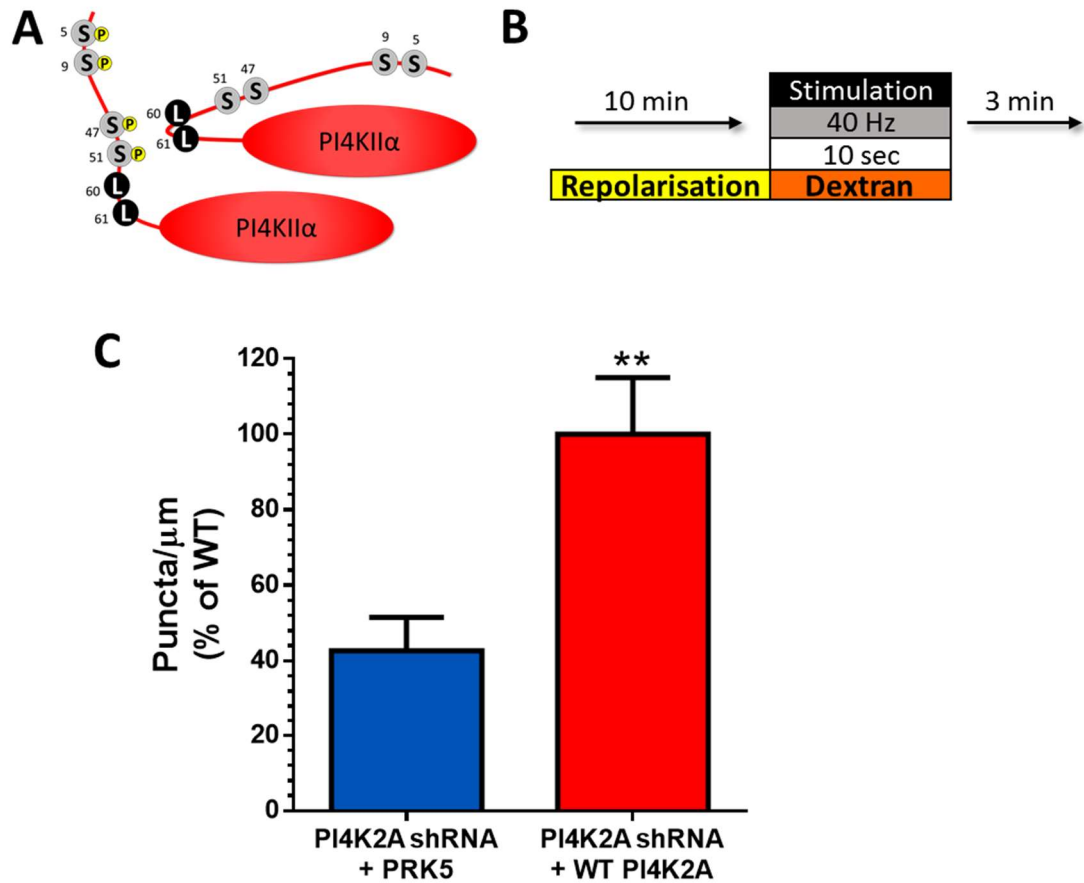 A
5 S P
9 S P
47 S P
51 S P
60 L
61 L
PI4KIIα
9 5
S S
51 47
S S
60 L
61 L
PI4KIIα
B
10 min
Stimulation
40 Hz
10 sec
Repolarisation Dextran
3 min
C
Puncta/μm
(% of WT)
120
100
80
60
40
20
0
**
PI4K2A shRNA
+ PRK5
PI4K2A shRNA
+ WT PI4K2A